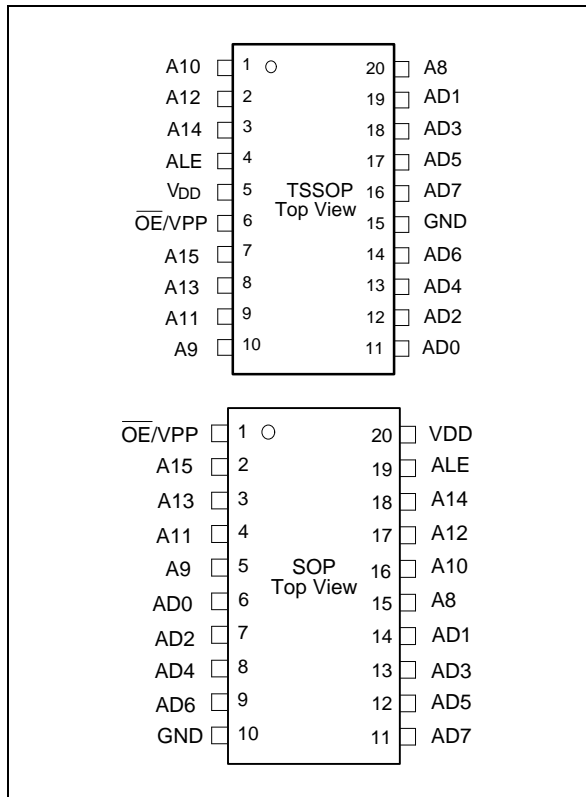 A10 1 20 A8
A12 2 19 AD1
A14 3 18 AD3
ALE 4 17 AD5
VDD 5 TSSOP 16 AD7
OE/VPP 6 Top View 15 GND
A15 7 14 AD6
A13 8 13 AD4
A11 9 12 AD2
A9 10 11 AD0
OE/VPP 1 20 VDD
A15 2 19 ALE
A13 3 18 A14
A11 4 17 A12
A9 5 SOP 16 A10
AD0 6 Top View 15 A8
AD2 7 14 AD1
AD4 8 13 AD3
AD6 9 12 AD5
GND 10 11 AD7